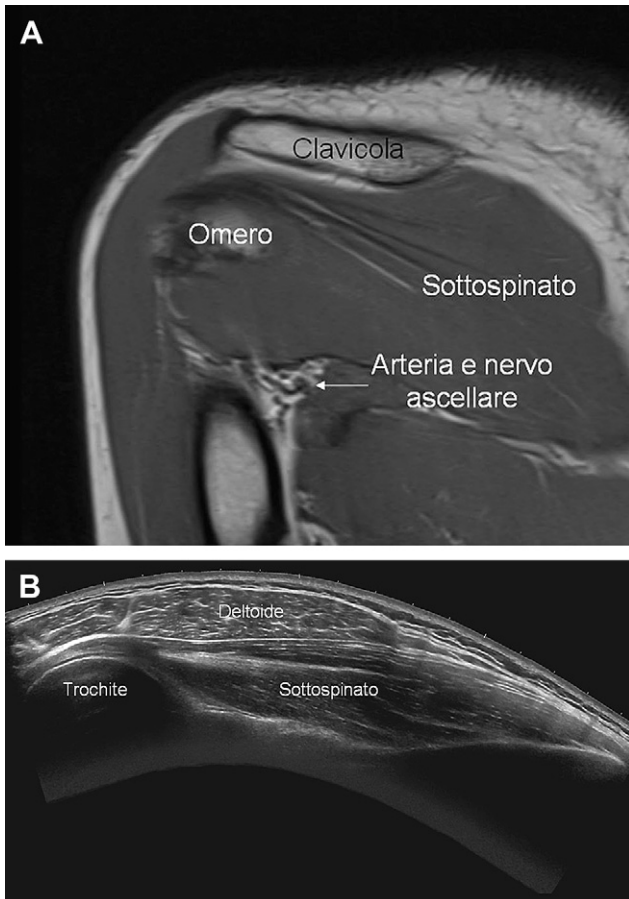 A
Clavicola
Omero
Sottospinato
Arteria e nervo
ascellare
B
Deltoide
Trochite
Sottospinato